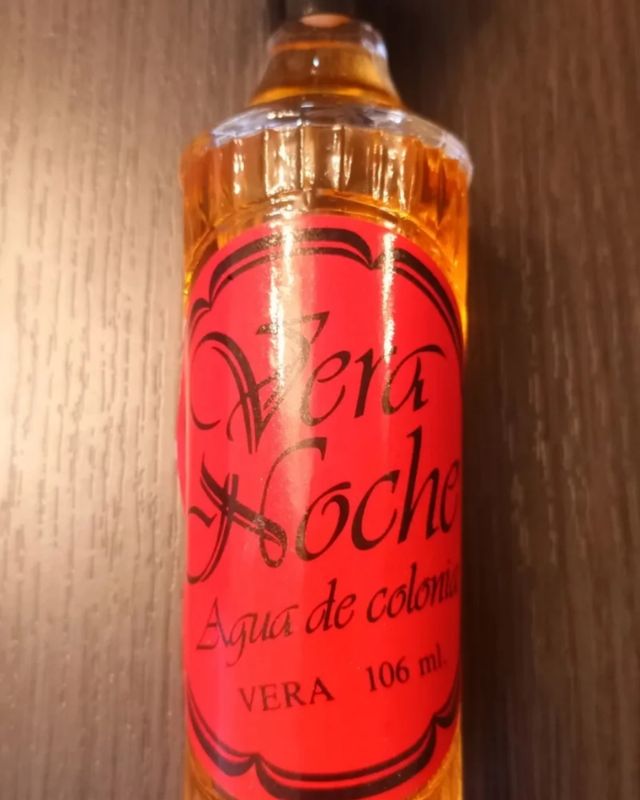 Vera
Noche
Agua de colonia
VERA 106 ml.